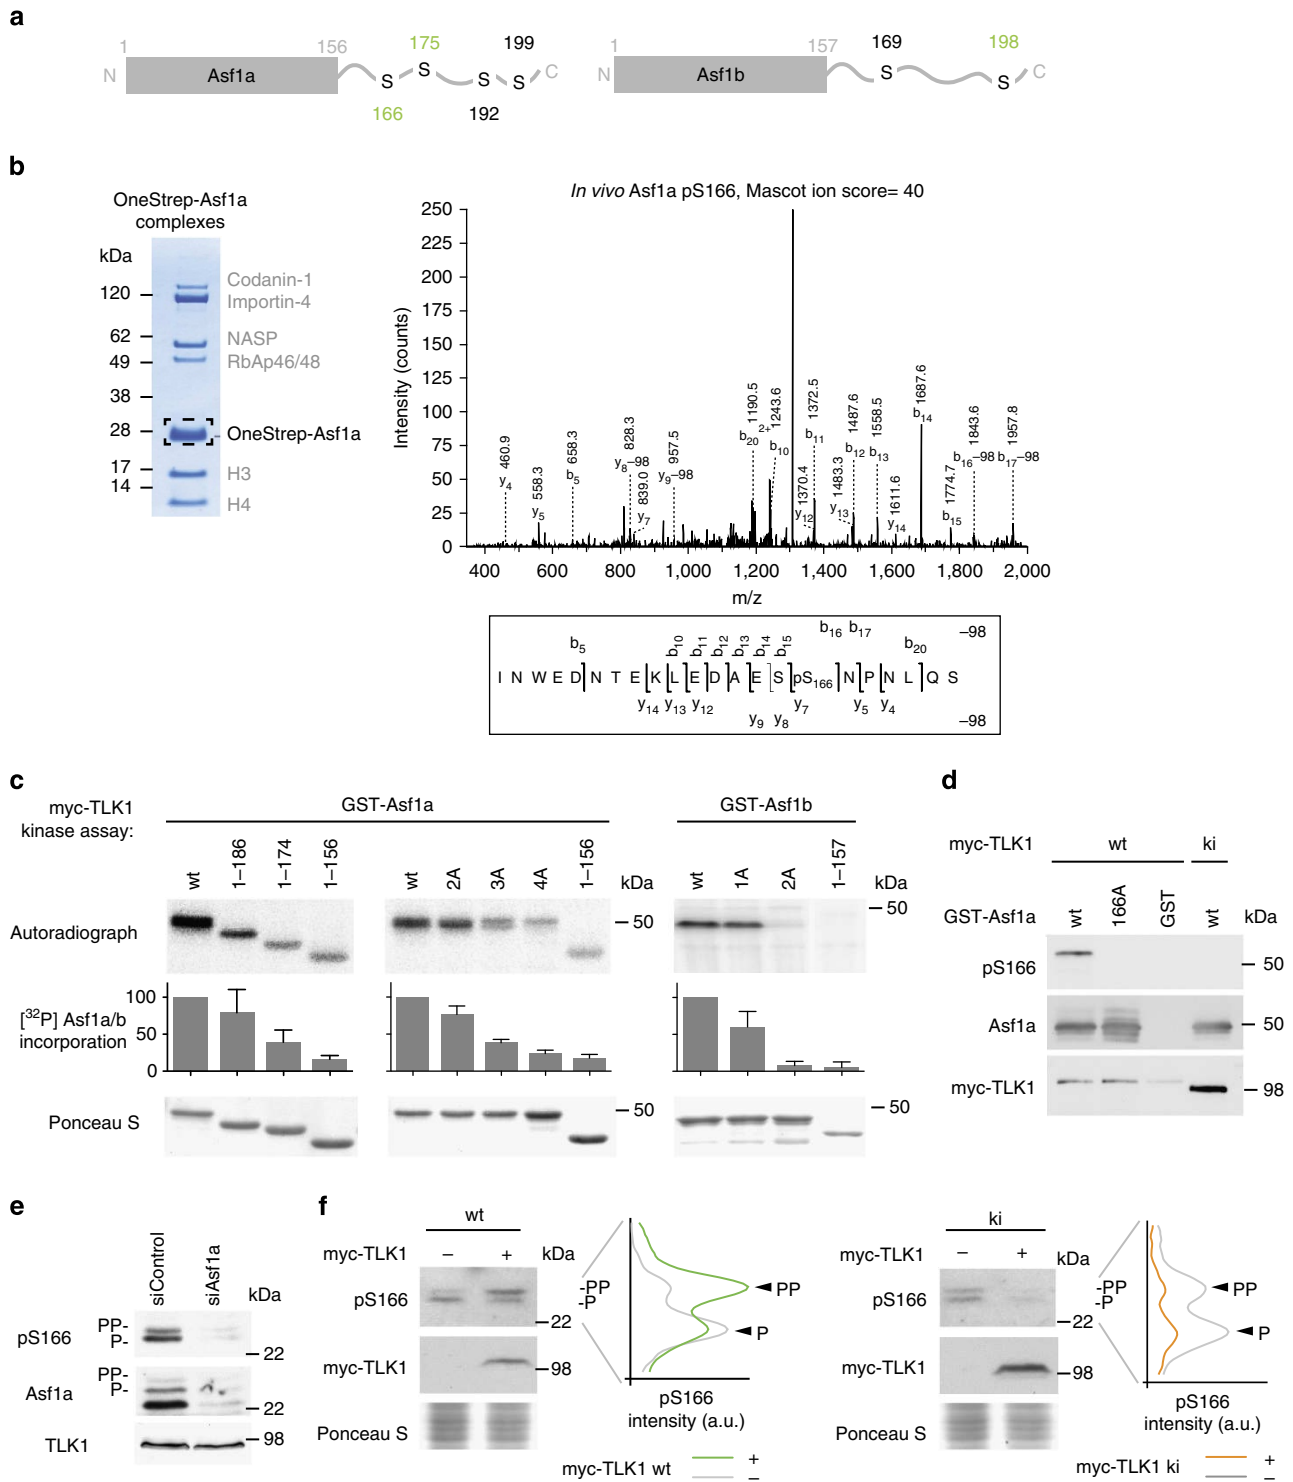 a
1 156 175 199
N Asf1a S S S S C
166 192
1 157 169 198
N Asf1b S S C
b
OneStrep-Asf1a
complexes
kDa
120
62
49
38
28
17
14
Codanin-1
Importin-4
NASP
RbAp46/48
OneStrep-Asf1a
H3
H4
In vivo Asf1a pS166, Mascot ion score= 40
Intensity (counts)
250
225
200
175
150
125
100
75
50
25
0
y4 460.9
y5 558.3
b5 658.3
y8–98 828.3
y7 839.0
y9–98 957.5
b20 2+ 1190.5
b10 1243.6
y12 1370.4
b11 1372.5
y13 1483.3
b12 1487.6
b13 1558.5
y14 1611.6
b14 1687.6
b15 1774.7
b16–98 1843.6
b17–98 1957.8
400 600 800 1,000 1,200 1,400 1,600 1,800 2,000
m/z
b16 b17 –98
b5 b10 b11 b12 b13 b14 b15 b20
I N W E D N T E K L E D A E S pS166 N P N L Q S
y14 y13 y12 y7 y5 y4
y9 y8 –98
c
myc-TLK1
kinase assay:
GST-Asf1a
GST-Asf1b
wt 1–186 1–174 1–156
wt 2A 3A 4A 1–156 kDa
wt 1A 2A 1–157
Autoradiograph
50
50
[32P] Asf1a/b
incorporation
100
50
0
Ponceau S
50
50
d
myc-TLK1 wt ki
GST-Asf1a wt 166A GST wt kDa
pS166 50
Asf1a 50
myc-TLK1 98
e
siControl siAsf1a kDa
pS166 PP- P- 22
Asf1a PP- P- 22
TLK1 98
f
wt
myc-TLK1 – + kDa
pS166 -PP -P 22
myc-TLK1 98
Ponceau S
PP
P
pS166
intensity (a.u.)
myc-TLK1 wt + –
ki
myc-TLK1 – + kDa
pS166 -PP -P 22
myc-TLK1 98
Ponceau S
PP
P
pS166
intensity (a.u.)
myc-TLK1 ki + –